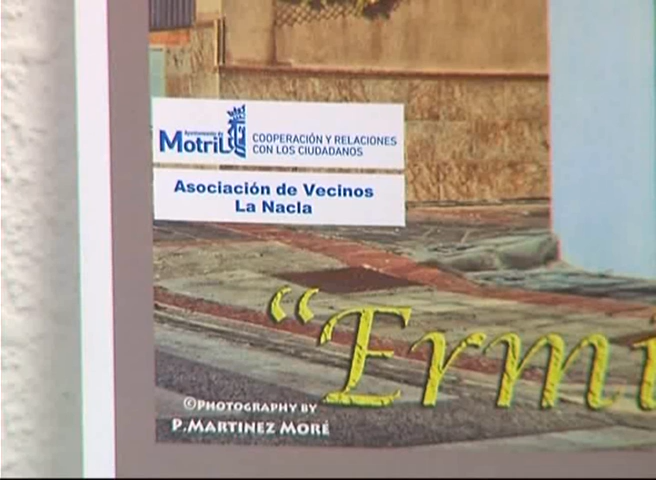 Ayuntamiento de
Motril
COOPERACIÓN Y RELACIONES
CON LOS CIUDADANOS
Asociación de Vecinos
La Nacla
“Ermi
©PHOTOGRAPHY BY
P.MARTINEZ MORÉ